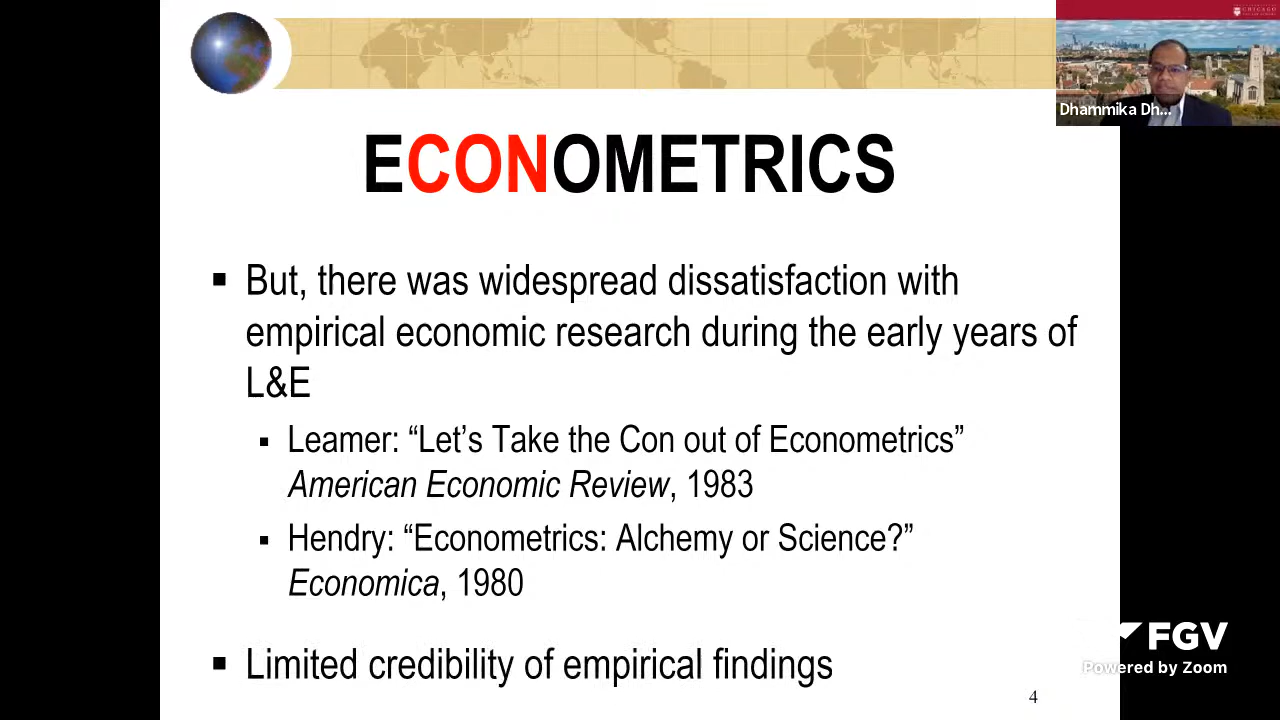 CHICAGO
Dhammika Dh...
ECONOMETRICS
▪ But, there was widespread dissatisfaction with
empirical economic research during the early years of
L&E
▪ Leamer: “Let’s Take the Con out of Econometrics”
American Economic Review, 1983
▪ Hendry: “Econometrics: Alchemy or Science?”
Economica, 1980
▪ Limited credibility of empirical findings
4
FGV
Powered by Zoom